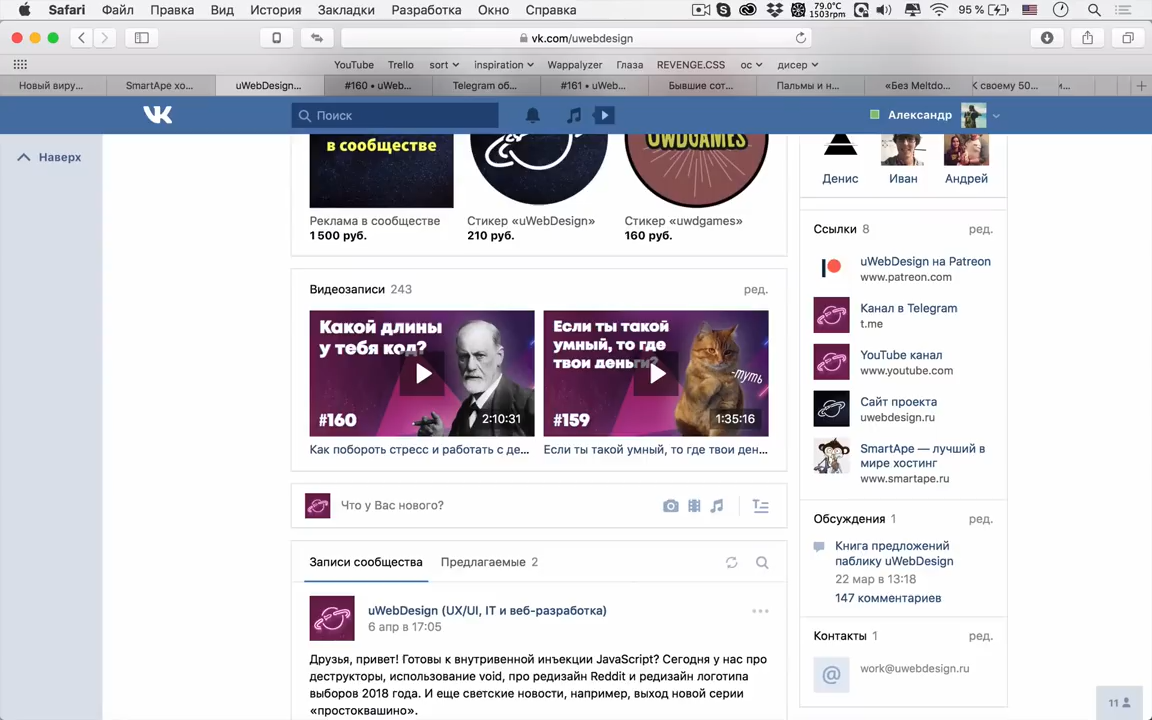 Safari Файл Правка Вид История Закладки Разработка Окно Справка 79.0°C 1503rpm 95 %
vk.com/uwebdesign
YouTube Trello sort inspiration Wappalyzer Глаза REVENGE.CSS ос дисер
Новый виру... SmartApe хо... uWebDesign... #160 • uWeb... Telegram об... #161 • uWeb... Бывшие сот... Пальмы и н... «Без Meltdo... К своему 50... и...
Поиск
Александр
Наверх
в сообществе
UWDGAMES
Реклама в сообществе
1 500 руб.
Стикер «uWebDesign»
210 руб.
Стикер «uwdgames»
160 руб.
Видеозаписи 243
ред.
Какой длины
у тебя код?
#160
2:10:31
Если ты такой
умный, то где
твои деньги?
-муть
#159
1:35:16
Как побороть стресс и работать с де...
Если ты такой умный, то где твои ден...
Что у Вас нового?
Записи сообщества
Предлагаемые 2
uWebDesign (UX/UI, IT и веб-разработка)
6 апр в 17:05
Друзья, привет! Готовы к внутривенной инъекции JavaScript? Сегодня у нас про
деструкторы, использование void, про редизайн Reddit и редизайн логотипа
выборов 2018 года. И еще светские новости, например, выход новой серии
«простоквашино».
Денис Иван Андрей
Ссылки 8
ред.
uWebDesign на Patreon
www.patreon.com
Канал в Telegram
t.me
YouTube канал
www.youtube.com
Сайт проекта
uwebdesign.ru
SmartApe — лучший в
мире хостинг
www.smartape.ru
Обсуждения 1
ред.
Книга предложений
паблику uWebDesign
22 мар в 13:18
147 комментариев
Контакты 1
ред.
work@uwebdesign.ru
11